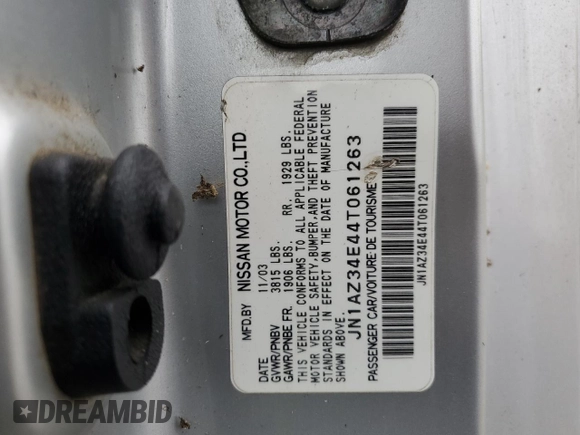 MFD.BY NISSAN MOTOR CO.,LTD
DATE 11/03
GVWR/PNBV 3815 LBS.
GAWR/PNBE FR. 1906 LBS. RR. 1929 LBS.
THIS VEHICLE CONFORMS TO ALL APPLICABLE FEDERAL
MOTOR VEHICLE SAFETY, BUMPER, AND THEFT PREVENTION
STANDARDS IN EFFECT ON THE DATE OF MANUFACTURE
SHOWN ABOVE.
JN1AZ34E44T061263
PASSENGER CAR/VOITURE DE TOURISME
JN1AZ34E44T061263
DREAMBID